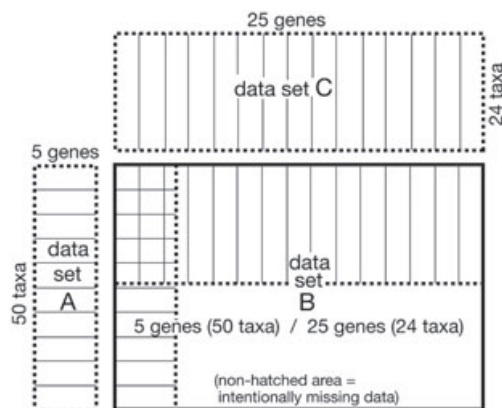 25 genes
data set C
24 taxa
5 genes
data
set
A
50 taxa
data
set
B
5 genes (50 taxa) / 25 genes (24 taxa)
(non-hatched area =
intentionally missing data)